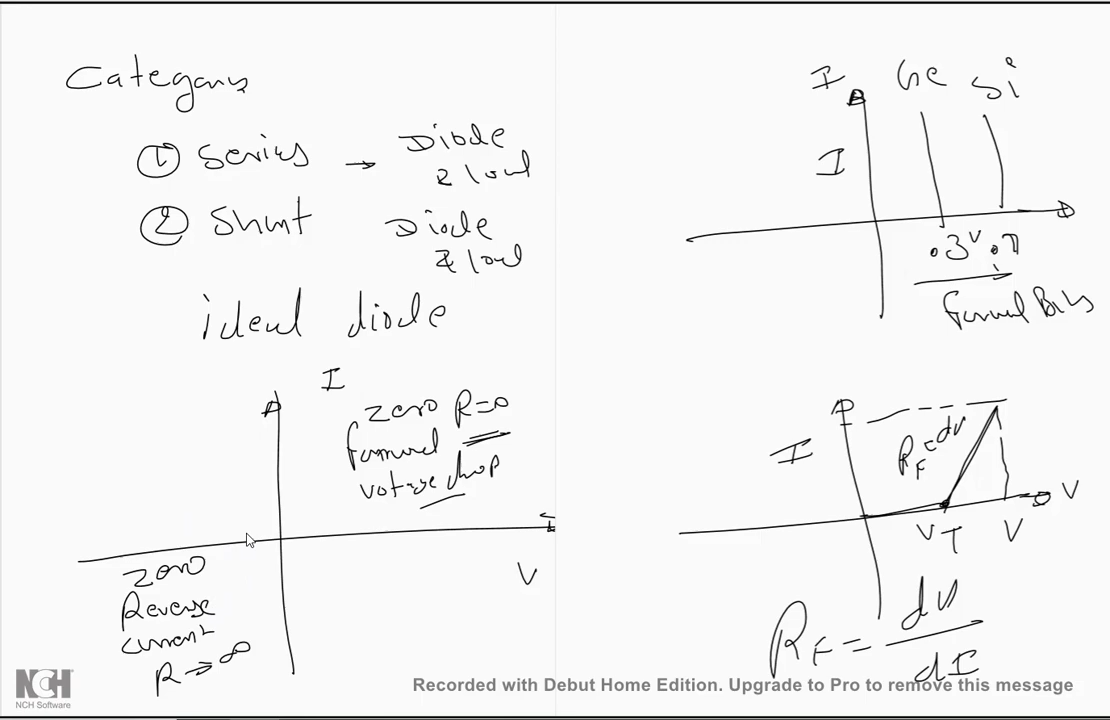 Category
① Series → Diode
& load
② Shunt Diode
& load
ideal diode
I
zero R=0
forward
voltage drop
V
zero
Reverse
current
R → ∞
I Ge Si
I
.3V .7
forward Bias
I
RF dV
V
VT V
RF = dV
dI
NCH
NCH Software
Recorded with Debut Home Edition. Upgrade to Pro to remove this message